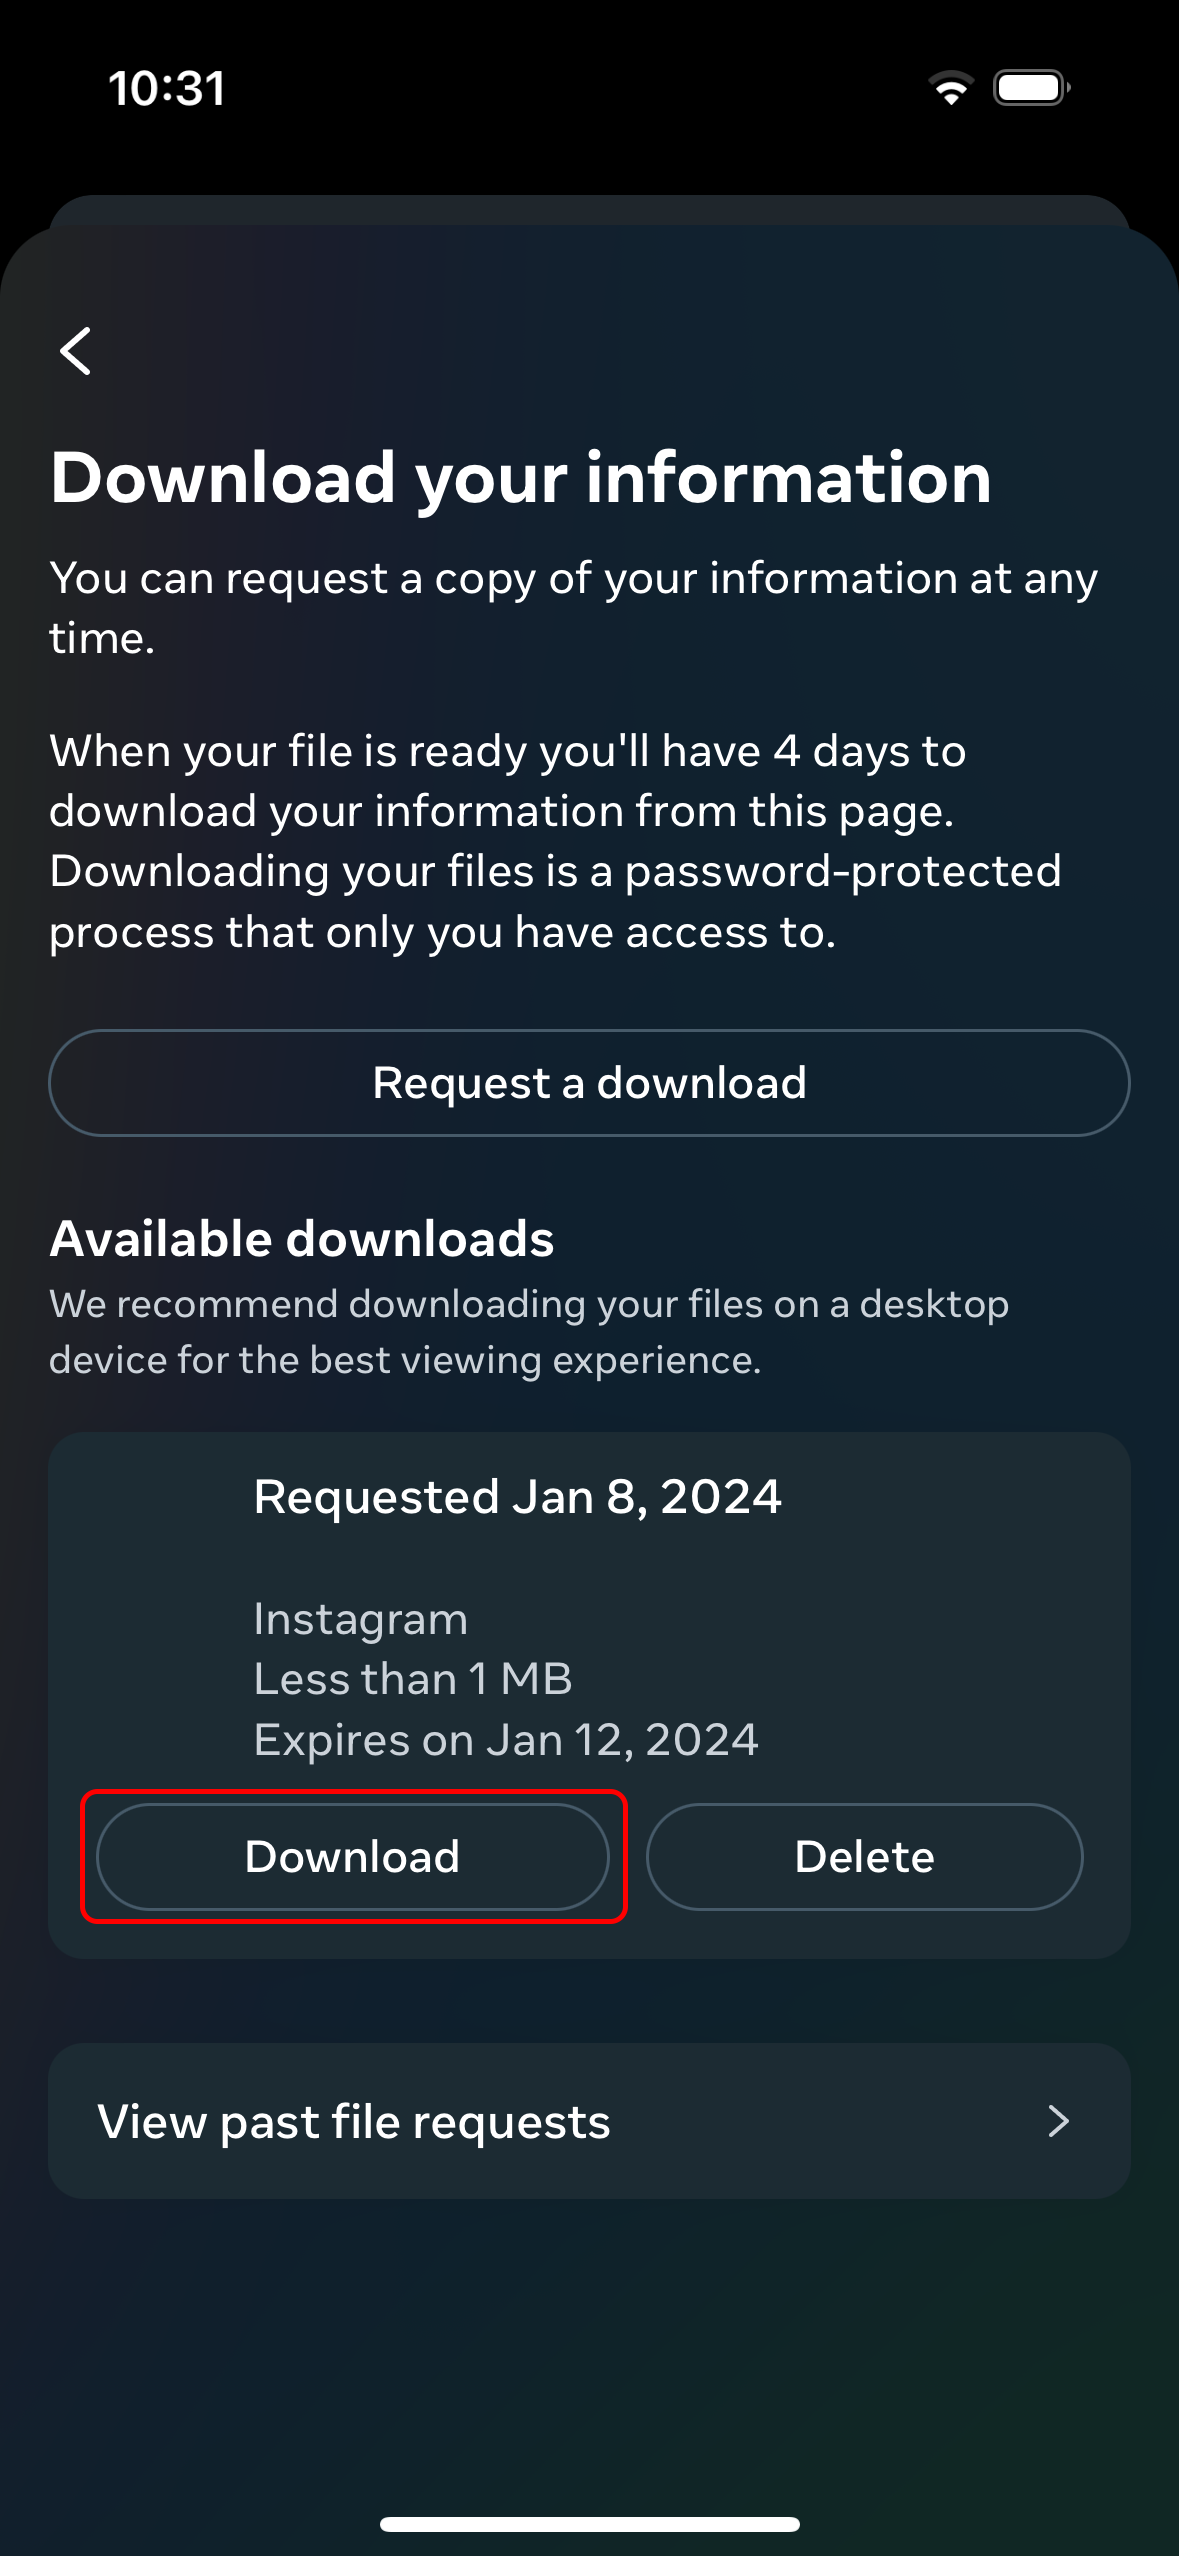 10:31
Download your information
You can request a copy of your information at any
time.
When your file is ready you'll have 4 days to
download your information from this page.
Downloading your files is a password-protected
process that only you have access to.
Request a download
Available downloads
We recommend downloading your files on a desktop
device for the best viewing experience.
Requested Jan 8, 2024
Instagram
Less than 1 MB
Expires on Jan 12, 2024
Download
Delete
View past file requests